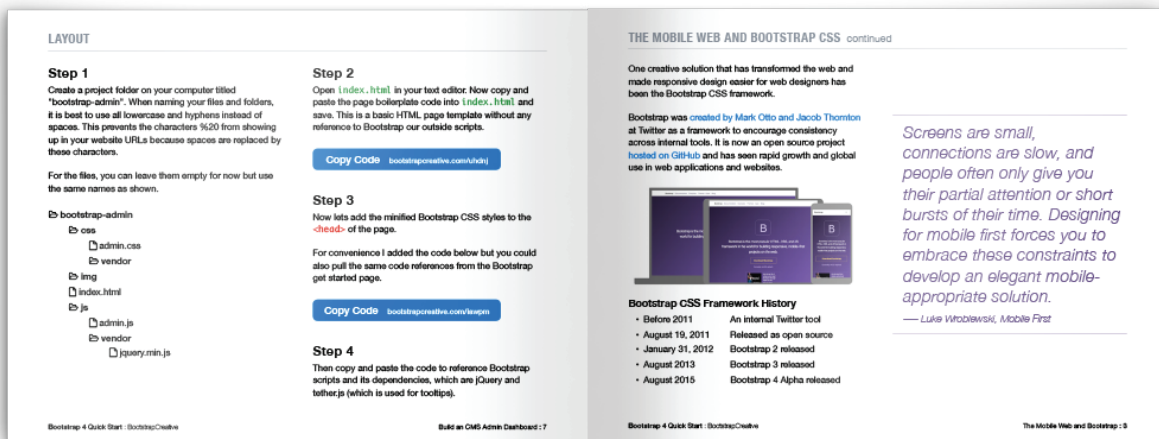 LAYOUT
Step 1
Create a project folder on your computer titled
"bootstrap-admin". When naming your files and folders,
it is best to use all lowercase and hyphens instead of
spaces. This prevents the characters %20 from showing
up in your website URLs because spaces are replaced by
these characters.
For the files, you can leave them empty for now but use
the same names as shown.
bootstrap-admin
css
admin.css
vendor
img
index.html
js
admin.js
vendor
jquery.min.js
Step 2
Open index.html in your text editor. Now copy and
paste the page boilerplate code into index.html and
save. This is a basic HTML page template without any
reference to Bootstrap our outside scripts.
Copy Code bootstrapcreative.com/uhdnj
Step 3
Now lets add the minified Bootstrap CSS styles to the
<head> of the page.
For convenience I added the code below but you could
also pull the same code references from the Bootstrap
get started page.
Copy Code
Step 4
Then copy and paste the code to reference Bootstrap
scripts and its dependencies, which are jQuery and
tether.js (which is used for tooltips).
Bootstrap 4 Quick Start : BootstrapCreative
Build an CMS Admin Dashboard : 7
THE MOBILE WEB AND BOOTSTRAP CSS continued
One creative solution that has transformed the web and
made responsive design easier for web designers has
been the Bootstrap CSS framework.
Bootstrap was created by Mark Otto and Jacob Thornton
at Twitter as a framework to encourage consistency
across internal tools. It is now an open source project
hosted on GitHub and has seen rapid growth and global
use in web applications and websites.
B
B
Bootstrap CSS Framework History
• Before 2011 An internal Twitter tool
• August 19, 2011 Released as open source
• January 31, 2012 Bootstrap 2 released
• August 2013 Bootstrap 3 released
• August 2015 Bootstrap 4 Alpha released
Screens are small,
connections are slow, and
people often only give you
their partial attention or short
bursts of their time. Designing
for mobile first forces you to
embrace these constraints to
develop an elegant mobile-
appropriate solution.
── Luke Wroblewski, Mobile First
Bootstrap 4 Quick Start : BootstrapCreative
The Mobile Web and Bootstrap : 3